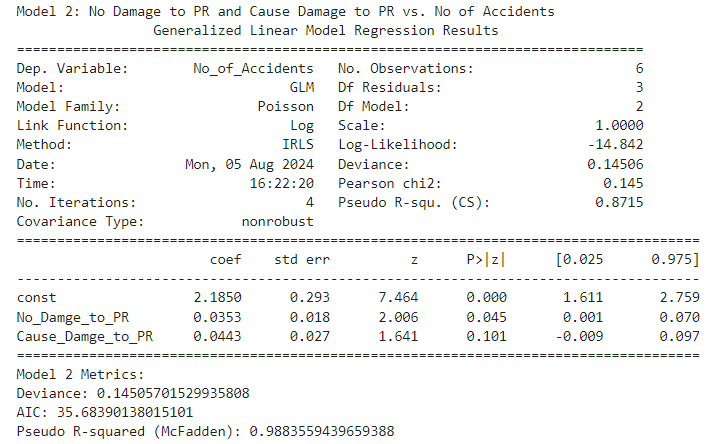 Model 2: No Damage to PR and Cause Damage to PR vs. No of Accidents
Generalized Linear Model Regression Results
==============================================================================
Dep. Variable: No_of_Accidents No. Observations: 6
Model: GLM Df Residuals: 3
Model Family: Poisson Df Model: 2
Link Function: Log Scale: 1.0000
Method: IRLS Log-Likelihood: -14.842
Date: Mon, 05 Aug 2024 Deviance: 0.14506
Time: 16:22:20 Pearson chi2: 0.145
No. Iterations: 4 Pseudo R-squ. (CS): 0.8715
Covariance Type: nonrobust
=====================================================================================
coef std err z P>|z| [0.025 0.975]
-------------------------------------------------------------------------------------
const 2.1850 0.293 7.464 0.000 1.611 2.759
No_Damge_to_PR 0.0353 0.018 2.006 0.045 0.001 0.070
Cause_Damge_to_PR 0.0443 0.027 1.641 0.101 -0.009 0.097
=====================================================================================
Model 2 Metrics:
Deviance: 0.14505701529935808
AIC: 35.68390138015101
Pseudo R-squared (McFadden): 0.9883559439659388